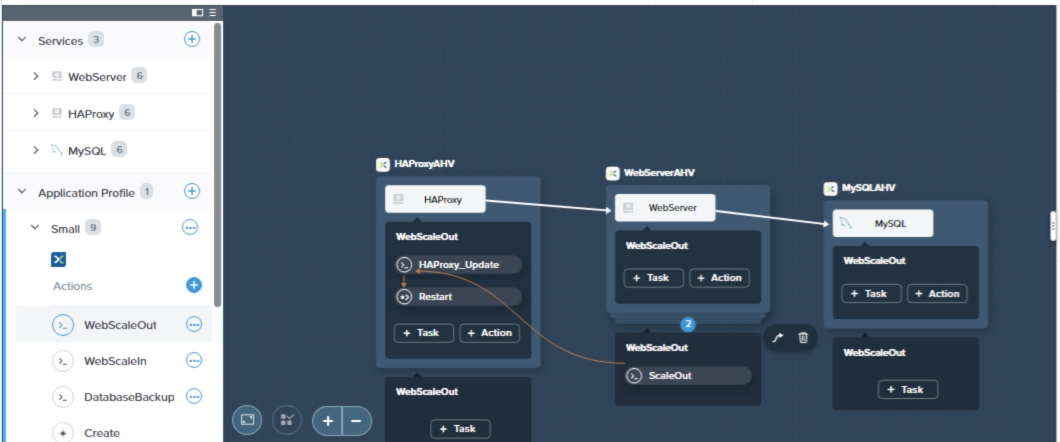 Services 3
WebServer 6
HAProxy 6
MySQL 6
Application Profile 1
Small 9
Actions
WebScaleOut
WebScaleIn
DatabaseBackup
Create
HAProxyAHV
HAProxy
WebScaleOut
HAProxy_Update
Restart
+ Task + Action
WebScaleOut
+ Task
WebServerAHV
WebServer
WebScaleOut
+ Task + Action
2
WebScaleOut
ScaleOut
MySQLAHV
MySQL
WebScaleOut
+ Task + Action
WebScaleOut
+ Task